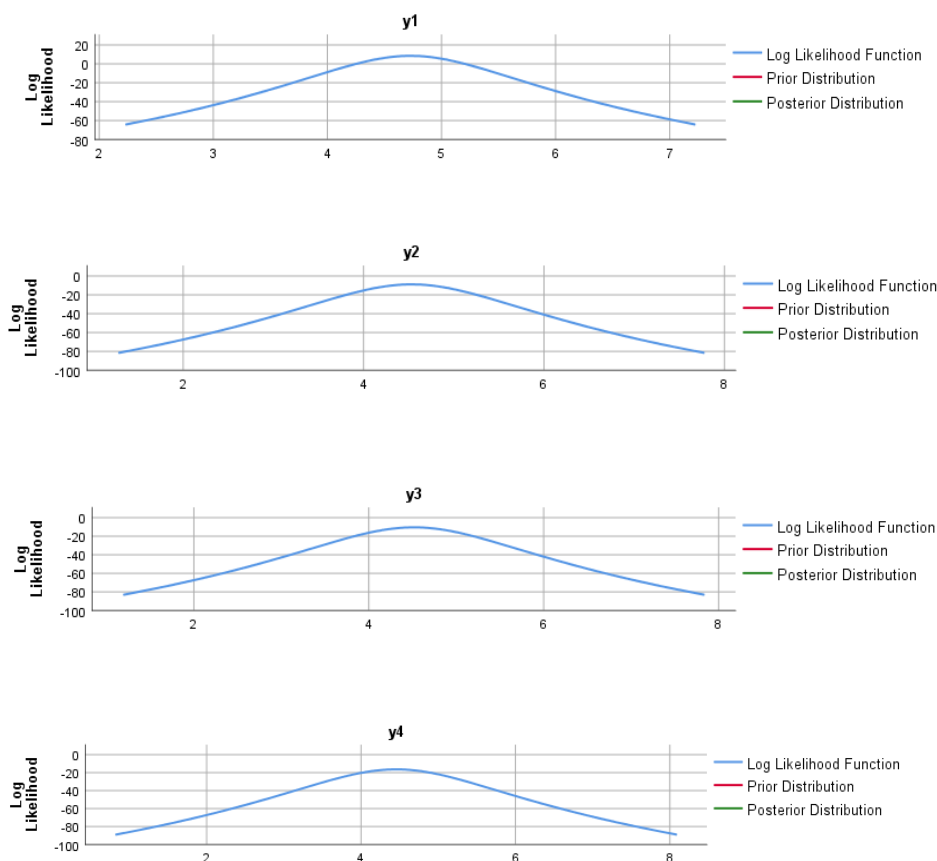 y1
Log
Likelihood
20
0
-20
-40
-60
-80
2 3 4 5 6 7
Log Likelihood Function
Prior Distribution
Posterior Distribution
y2
Log
Likelihood
0
-20
-40
-60
-80
-100
2 4 6 8
Log Likelihood Function
Prior Distribution
Posterior Distribution
y3
Log
Likelihood
0
-20
-40
-60
-80
-100
2 4 6 8
Log Likelihood Function
Prior Distribution
Posterior Distribution
y4
Log
Likelihood
0
-20
-40
-60
-80
-100
2 4 6 8
Log Likelihood Function
Prior Distribution
Posterior Distribution